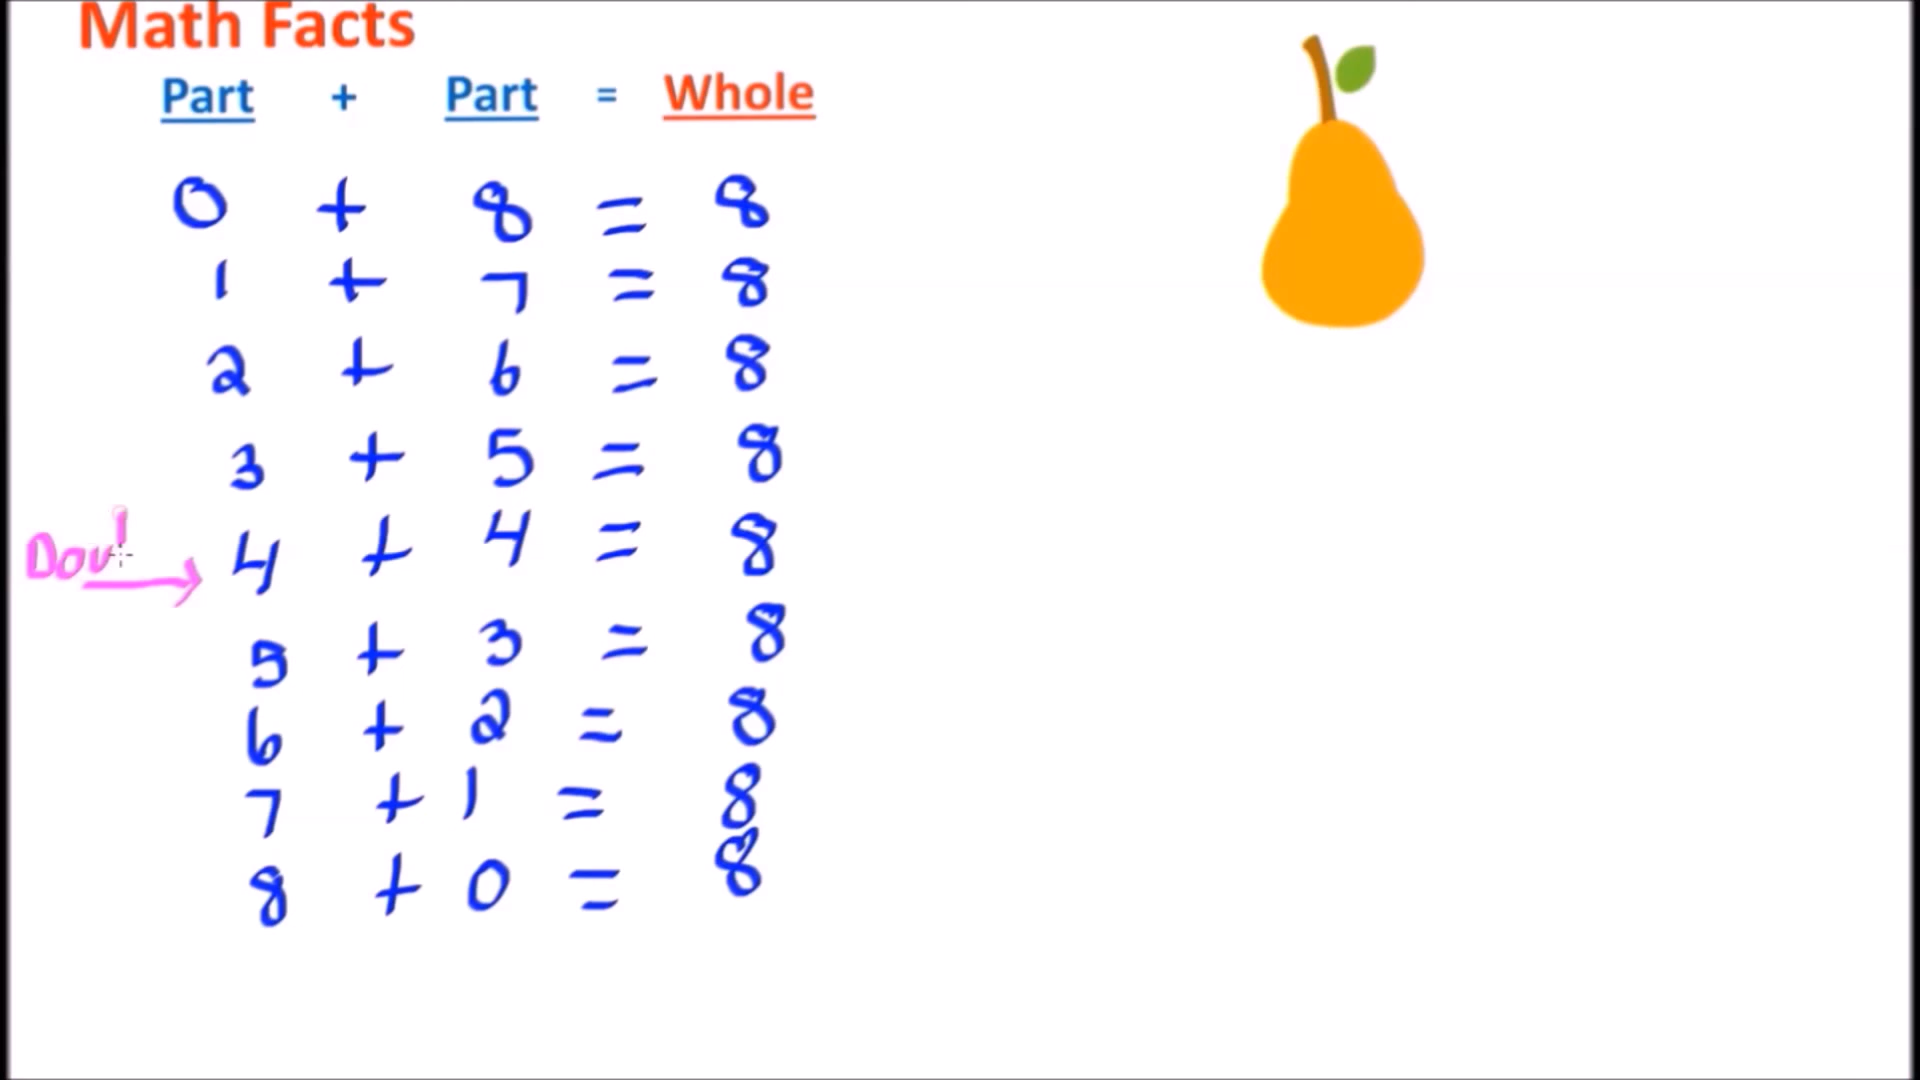 Math Facts
Part + Part = Whole
0 + 8 = 8
1 + 7 = 8
2 + 6 = 8
3 + 5 = 8
Dou
4 + 4 = 8
5 + 3 = 8
6 + 2 = 8
7 + 1 = 8
8 + 0 = 8